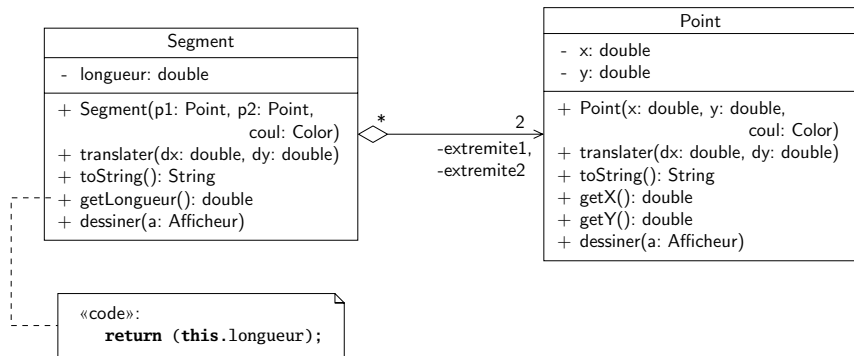 Segment
- longueur: double
+ Segment(p1: Point, p2: Point,
coul: Color)
+ translater(dx: double, dy: double)
+ toString(): String
+ getLongueur(): double
+ dessiner(a: Afficheur)
*
2
-extremite1,
-extremite2
Point
- x: double
- y: double
+ Point(x: double, y: double,
coul: Color)
+ translater(dx: double, dy: double)
+ toString(): String
+ getX(): double
+ getY(): double
+ dessiner(a: Afficheur)
«code»:
return (this.longueur);